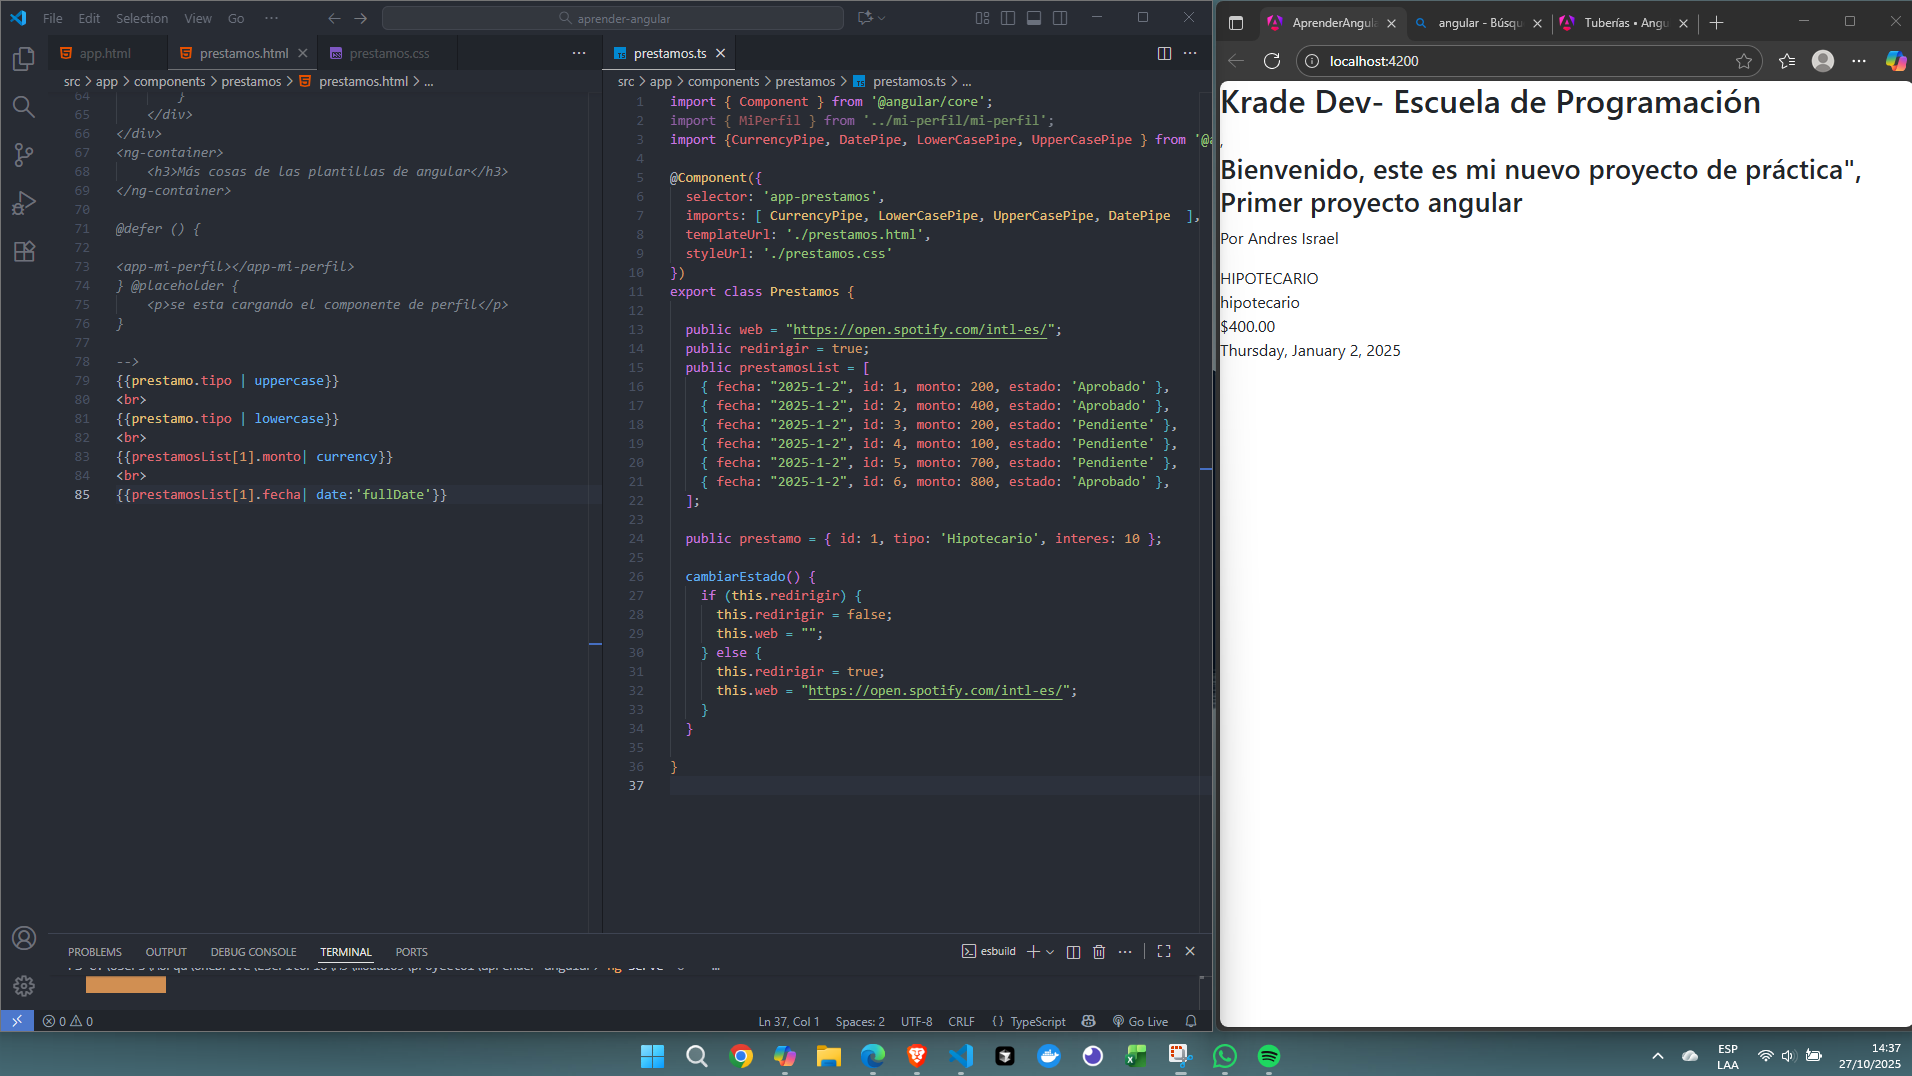 File Edit Selection View Go ··· aprender-angular
app.html prestamos.html prestamos.css ···
src > app > components > prestamos > prestamos.html > ...
64 }
65 </div>
66 </div>
67 <ng-container>
68 <h3>Más cosas de las plantillas de angular</h3>
69 </ng-container>
70
71 @defer () {
72
73 <app-mi-perfil></app-mi-perfil>
74 } @placeholder {
75 <p>se esta cargando el componente de perfil</p>
76 }
77
78 -->
79 {{prestamo.tipo | uppercase}}
80 <br>
81 {{prestamo.tipo | lowercase}}
82 <br>
83 {{prestamosList[1].monto| currency}}
84 <br>
85 {{prestamosList[1].fecha| date:'fullDate'}}
prestamos.ts
src > app > components > prestamos > prestamos.ts > ...
1 import { Component } from '@angular/core';
2 import { MiPerfil } from '../mi-perfil/mi-perfil';
3 import {CurrencyPipe, DatePipe, LowerCasePipe, UpperCasePipe } from '@a
4
5 @Component({
6 selector: 'app-prestamos',
7 imports: [ CurrencyPipe, LowerCasePipe, UpperCasePipe, DatePipe ],
8 templateUrl: './prestamos.html',
9 styleUrl: './prestamos.css'
10 })
11 export class Prestamos {
12
13 public web = "https://open.spotify.com/intl-es/";
14 public redirigir = true;
15 public prestamosList = [
16 { fecha: "2025-1-2", id: 1, monto: 200, estado: 'Aprobado' },
17 { fecha: "2025-1-2", id: 2, monto: 400, estado: 'Aprobado' },
18 { fecha: "2025-1-2", id: 3, monto: 200, estado: 'Pendiente' },
19 { fecha: "2025-1-2", id: 4, monto: 100, estado: 'Pendiente' },
20 { fecha: "2025-1-2", id: 5, monto: 700, estado: 'Pendiente' },
21 { fecha: "2025-1-2", id: 6, monto: 800, estado: 'Aprobado' },
22 ];
23
24 public prestamo = { id: 1, tipo: 'Hipotecario', interes: 10 };
25
26 cambiarEstado() {
27 if (this.redirigir) {
28 this.redirigir = false;
29 this.web = "";
30 } else {
31 this.redirigir = true;
32 this.web = "https://open.spotify.com/intl-es/";
33 }
34 }
35
36 }
37
PROBLEMS OUTPUT DEBUG CONSOLE TERMINAL PORTS esbuild
0 0 Ln 37, Col 1 Spaces: 2 UTF-8 CRLF {} TypeScript Go Live
AprenderAngula angular - Búsqu Tuberías • Angu
localhost:4200
Krade Dev- Escuela de Programación
,
Bienvenido, este es mi nuevo proyecto de práctica",
Primer proyecto angular
Por Andres Israel
HIPOTECARIO
hipotecario
$400.00
Thursday, January 2, 2025
ESP
LAA
14:37
27/10/2025